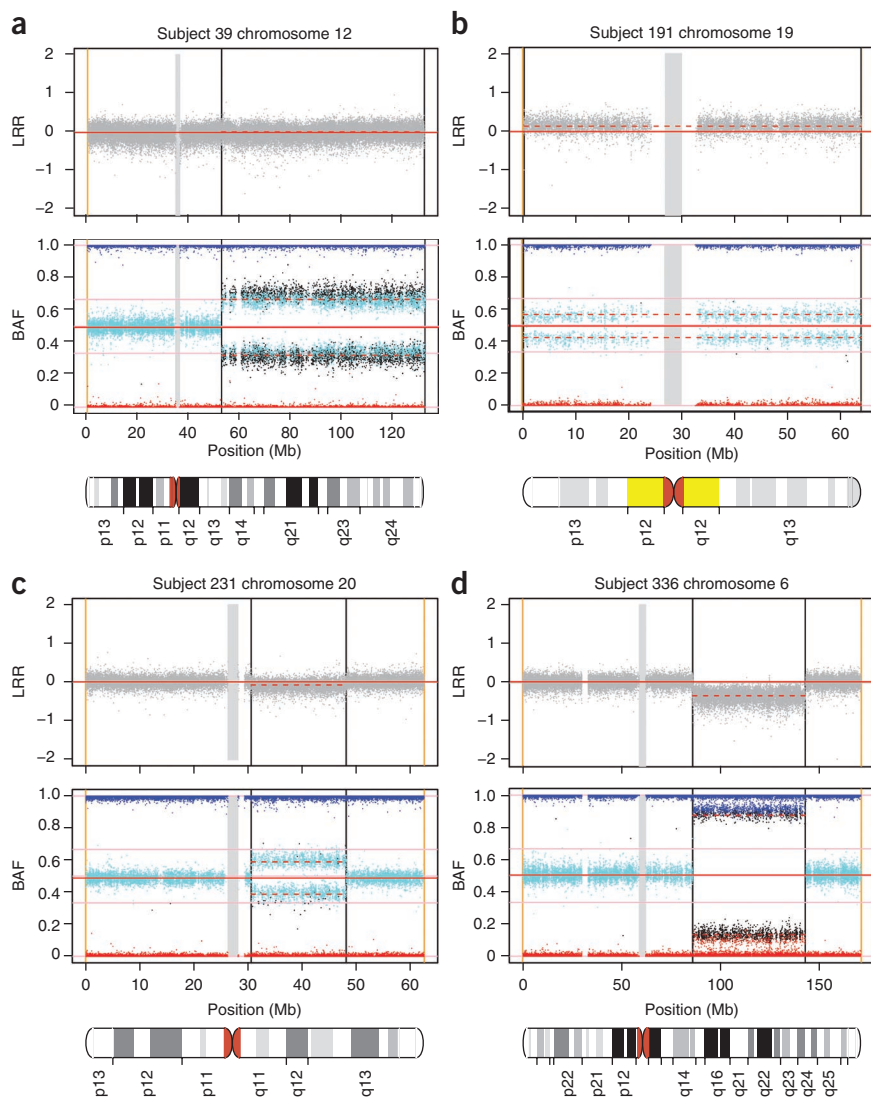 a
Subject 39 chromosome 12
LRR
2
1
0
−1
−2
BAF
1.0
0.8
0.6
0.4
0.2
0
0 20 40 60 80 100 120
Position (Mb)
p13 p12 p11 q12 q13 q14 q21 q23 q24
b
Subject 191 chromosome 19
LRR
2
1
0
−1
−2
BAF
1.0
0.8
0.6
0.4
0.2
0
0 10 20 30 40 50 60
Position (Mb)
p13 p12 q12 q13
c
Subject 231 chromosome 20
LRR
2
1
0
−1
−2
BAF
1.0
0.8
0.6
0.4
0.2
0
0 10 20 30 40 50 60
Position (Mb)
p13 p12 p11 q11 q12 q13
d
Subject 336 chromosome 6
LRR
2
1
0
−1
−2
BAF
1.0
0.8
0.6
0.4
0.2
0
0 50 100 150
Position (Mb)
p22 p21 p12 q14 q16 q21 q22 q23 q24 q25